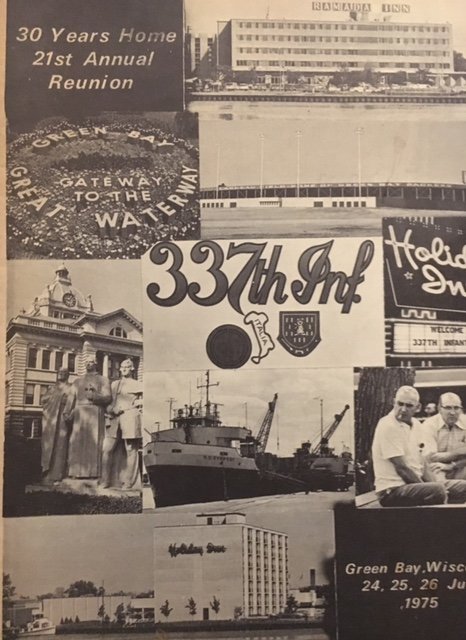 30 Years Home
21st Annual
Reunion
RAMADA INN
GREEN BAY
GATEWAY
TO THE
GREAT WATERWAY
337th Inf.
ITALIA
Holiday
Inn
WELCOME
337TH INFANT
Holiday Inn
Green Bay, Wisc
24, 25, 26 Ju
,1975